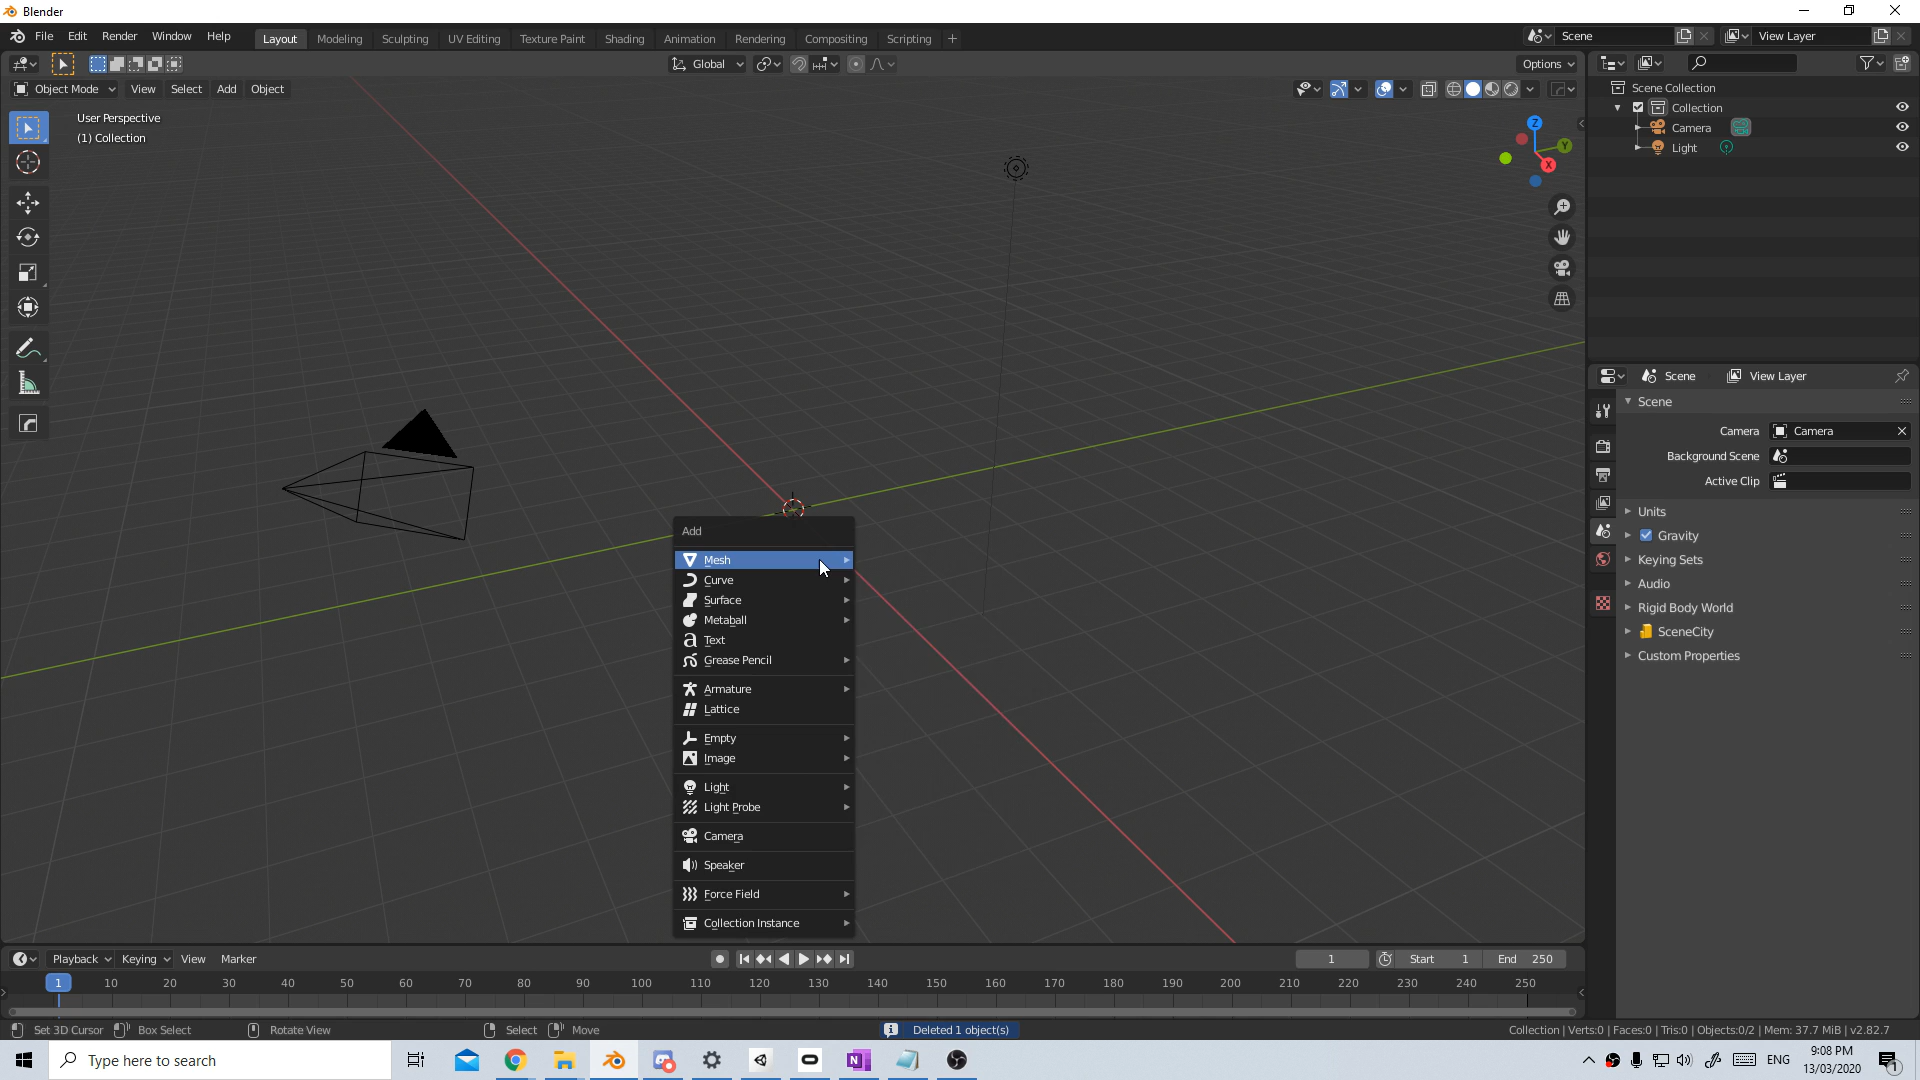 Blender
File Edit Render Window Help Layout Modeling Sculpting UV Editing Texture Paint Shading Animation Rendering Compositing Scripting + Scene View Layer
Global Options
Object Mode View Select Add Object
User Perspective
(1) Collection
Z
Y
X
Scene Collection
Collection
Camera
Light
Scene View Layer
Scene
Camera Camera
Background Scene
Active Clip
Units
Gravity
Keying Sets
Audio
Rigid Body World
SceneCity
Custom Properties
Add
Mesh
Curve
Surface
Metaball
Text
Grease Pencil
Armature
Lattice
Empty
Image
Light
Light Probe
Camera
Speaker
Force Field
Collection Instance
Playback Keying View Marker 1 Start 1 End 250
1 10 20 30 40 50 60 70 80 90 100 110 120 130 140 150 160 170 180 190 200 210 220 230 240 250
Set 3D Cursor Box Select Rotate View Select Move Deleted 1 object(s) Collection | Verts:0 | Faces:0 | Tris:0 | Objects:0/2 | Mem: 37.7 MiB | v2.82.7
Type here to search ENG 9:08 PM
13/03/2020 1